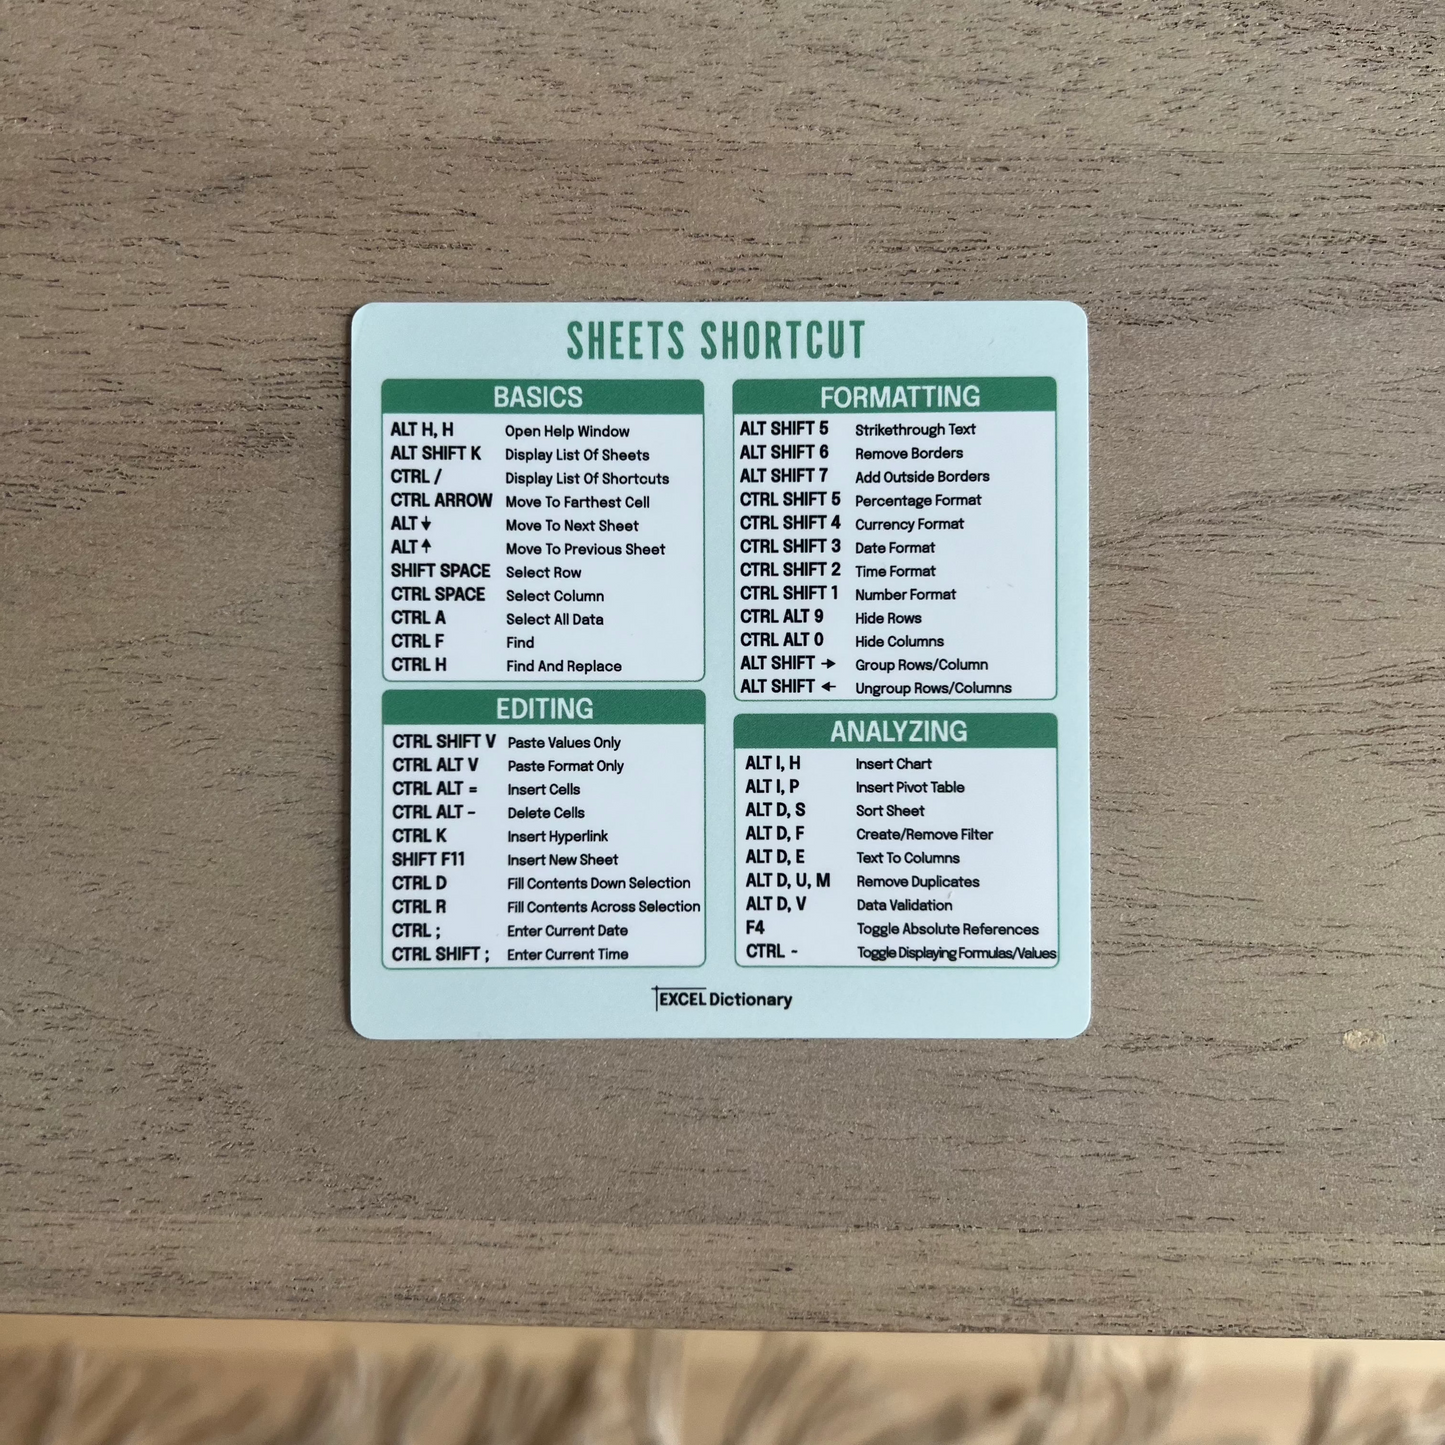 SHEETS SHORTCUT
BASICS
ALT H, H Open Help Window
ALT SHIFT K Display List Of Sheets
CTRL / Display List Of Shortcuts
CTRL ARROW Move To Farthest Cell
ALT ↓ Move To Next Sheet
ALT ↑ Move To Previous Sheet
SHIFT SPACE Select Row
CTRL SPACE Select Column
CTRL A Select All Data
CTRL F Find
CTRL H Find And Replace
EDITING
CTRL SHIFT V Paste Values Only
CTRL ALT V Paste Format Only
CTRL ALT = Insert Cells
CTRL ALT - Delete Cells
CTRL K Insert Hyperlink
SHIFT F11 Insert New Sheet
CTRL D Fill Contents Down Selection
CTRL R Fill Contents Across Selection
CTRL ; Enter Current Date
CTRL SHIFT ; Enter Current Time
FORMATTING
ALT SHIFT 5 Strikethrough Text
ALT SHIFT 6 Remove Borders
ALT SHIFT 7 Add Outside Borders
CTRL SHIFT 5 Percentage Format
CTRL SHIFT 4 Currency Format
CTRL SHIFT 3 Date Format
CTRL SHIFT 2 Time Format
CTRL SHIFT 1 Number Format
CTRL ALT 9 Hide Rows
CTRL ALT 0 Hide Columns
ALT SHIFT → Group Rows/Column
ALT SHIFT ← Ungroup Rows/Columns
ANALYZING
ALT I, H Insert Chart
ALT I, P Insert Pivot Table
ALT D, S Sort Sheet
ALT D, F Create/Remove Filter
ALT D, E Text To Columns
ALT D, U, M Remove Duplicates
ALT D, V Data Validation
F4 Toggle Absolute References
CTRL ~ Toggle Displaying Formulas/Values
EXCEL Dictionary